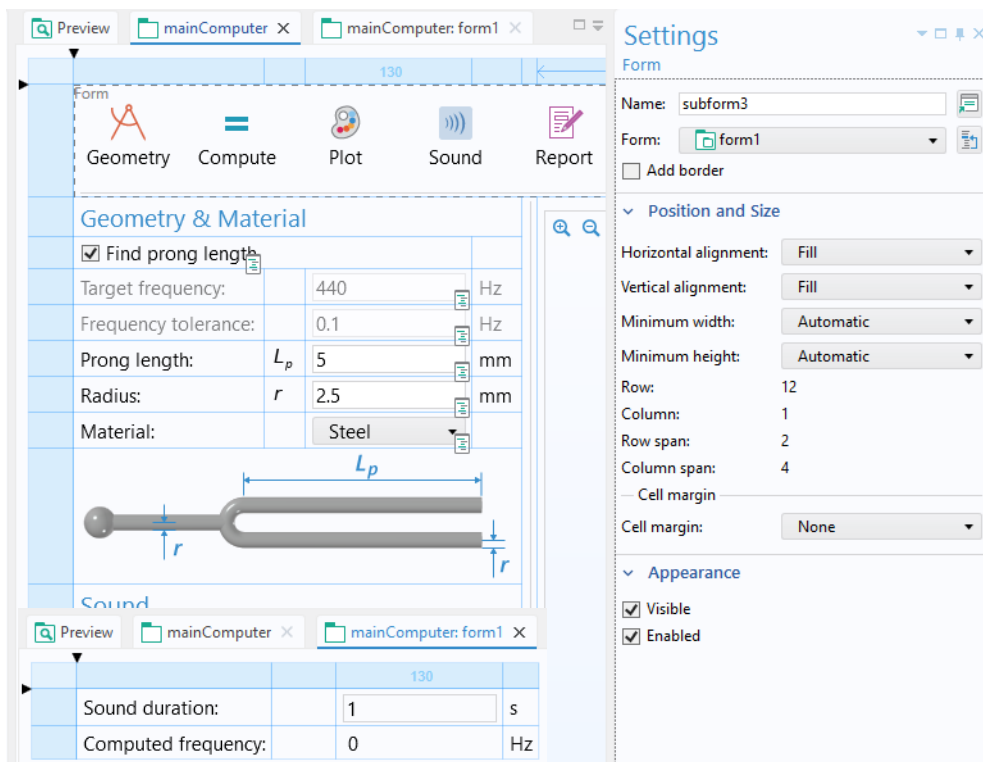 Preview mainComputer mainComputer: form1
130
Form
Geometry Compute Plot Sound Report
Geometry & Material
Find prong length
Target frequency: 440 Hz
Frequency tolerance: 0.1 Hz
Prong length: Lp 5 mm
Radius: r 2.5 mm
Material: Steel
Lp
r
r
Sound
Preview mainComputer mainComputer: form1
130
Sound duration: 1 s
Computed frequency: 0 Hz
Settings
Form
Name: subform3
Form: form1
Add border
Position and Size
Horizontal alignment: Fill
Vertical alignment: Fill
Minimum width: Automatic
Minimum height: Automatic
Row: 12
Column: 1
Row span: 2
Column span: 4
Cell margin
Cell margin: None
Appearance
Visible
Enabled